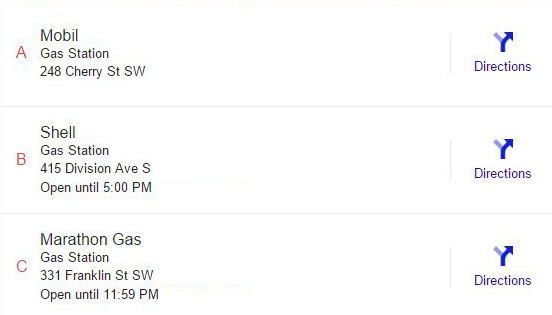 A
Mobil
Gas Station
248 Cherry St SW
Directions
B
Shell
Gas Station
415 Division Ave S
Open until 5:00 PM
Directions
C
Marathon Gas
Gas Station
331 Franklin St SW
Open until 11:59 PM
Directions